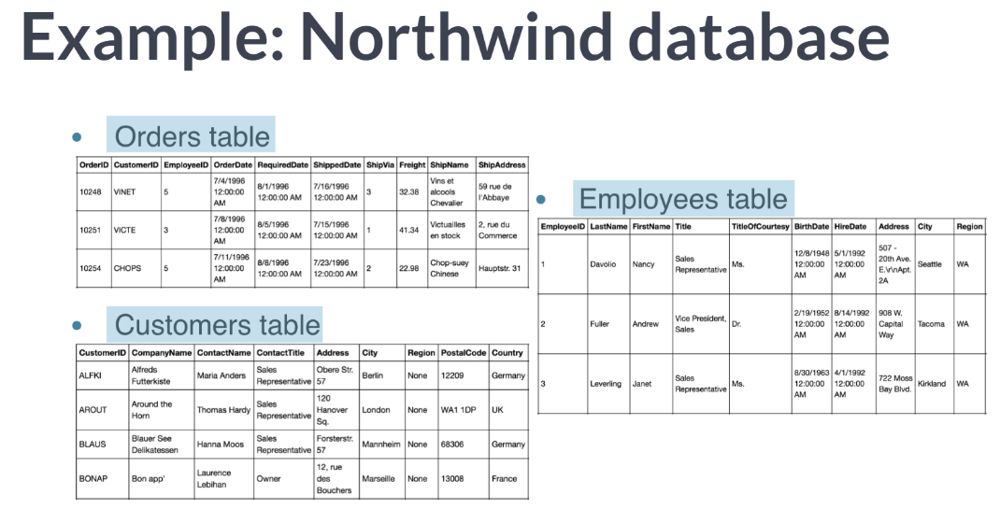 Example: Northwind database
• Orders table
OrderID CustomerID EmployeeID OrderDate RequiredDate ShippedDate ShipVia Freight ShipName ShipAddress
10248 VINET 5 7/4/1996 12:00:00 AM 8/1/1996 12:00:00 AM 7/16/1996 12:00:00 AM 3 32.38 Vins et alcools Chevalier 59 rue de l'Abbaye
10251 VICTE 3 7/8/1996 12:00:00 AM 8/5/1996 12:00:00 AM 7/15/1996 12:00:00 AM 1 41.34 Victuailles en stock 2, rue du Commerce
10254 CHOPS 5 7/11/1996 12:00:00 AM 8/8/1996 12:00:00 AM 7/23/1996 12:00:00 AM 2 22.98 Chop-suey Chinese Hauptstr. 31
• Customers table
CustomerID CompanyName ContactName ContactTitle Address City Region PostalCode Country
ALFKI Alfreds Futterkiste Maria Anders Sales Representative Obere Str. 57 Berlin None 12209 Germany
AROUT Around the Horn Thomas Hardy Sales Representative 120 Hanover Sq. London None WA1 1DP UK
BLAUS Blauer See Delikatessen Hanna Moos Sales Representative Forsterstr. 57 Mannheim None 68306 Germany
BONAP Bon app' Laurence Lebihan Owner 12, rue des Bouchers Marseille None 13008 France
• Employees table
EmployeeID LastName FirstName Title TitleOfCourtesy BirthDate HireDate Address City Region
1 Davolio Nancy Sales Representative Ms. 12/8/1948 12:00:00 AM 5/1/1992 12:00:00 AM 507 - 20th Ave. E.\r\nApt. 2A Seattle WA
2 Fuller Andrew Vice President, Sales Dr. 2/19/1952 12:00:00 AM 8/14/1992 12:00:00 AM 908 W. Capital Way Tacoma WA
3 Leverling Janet Sales Representative Ms. 8/30/1963 12:00:00 AM 4/1/1992 12:00:00 AM 722 Moss Bay Blvd. Kirkland WA